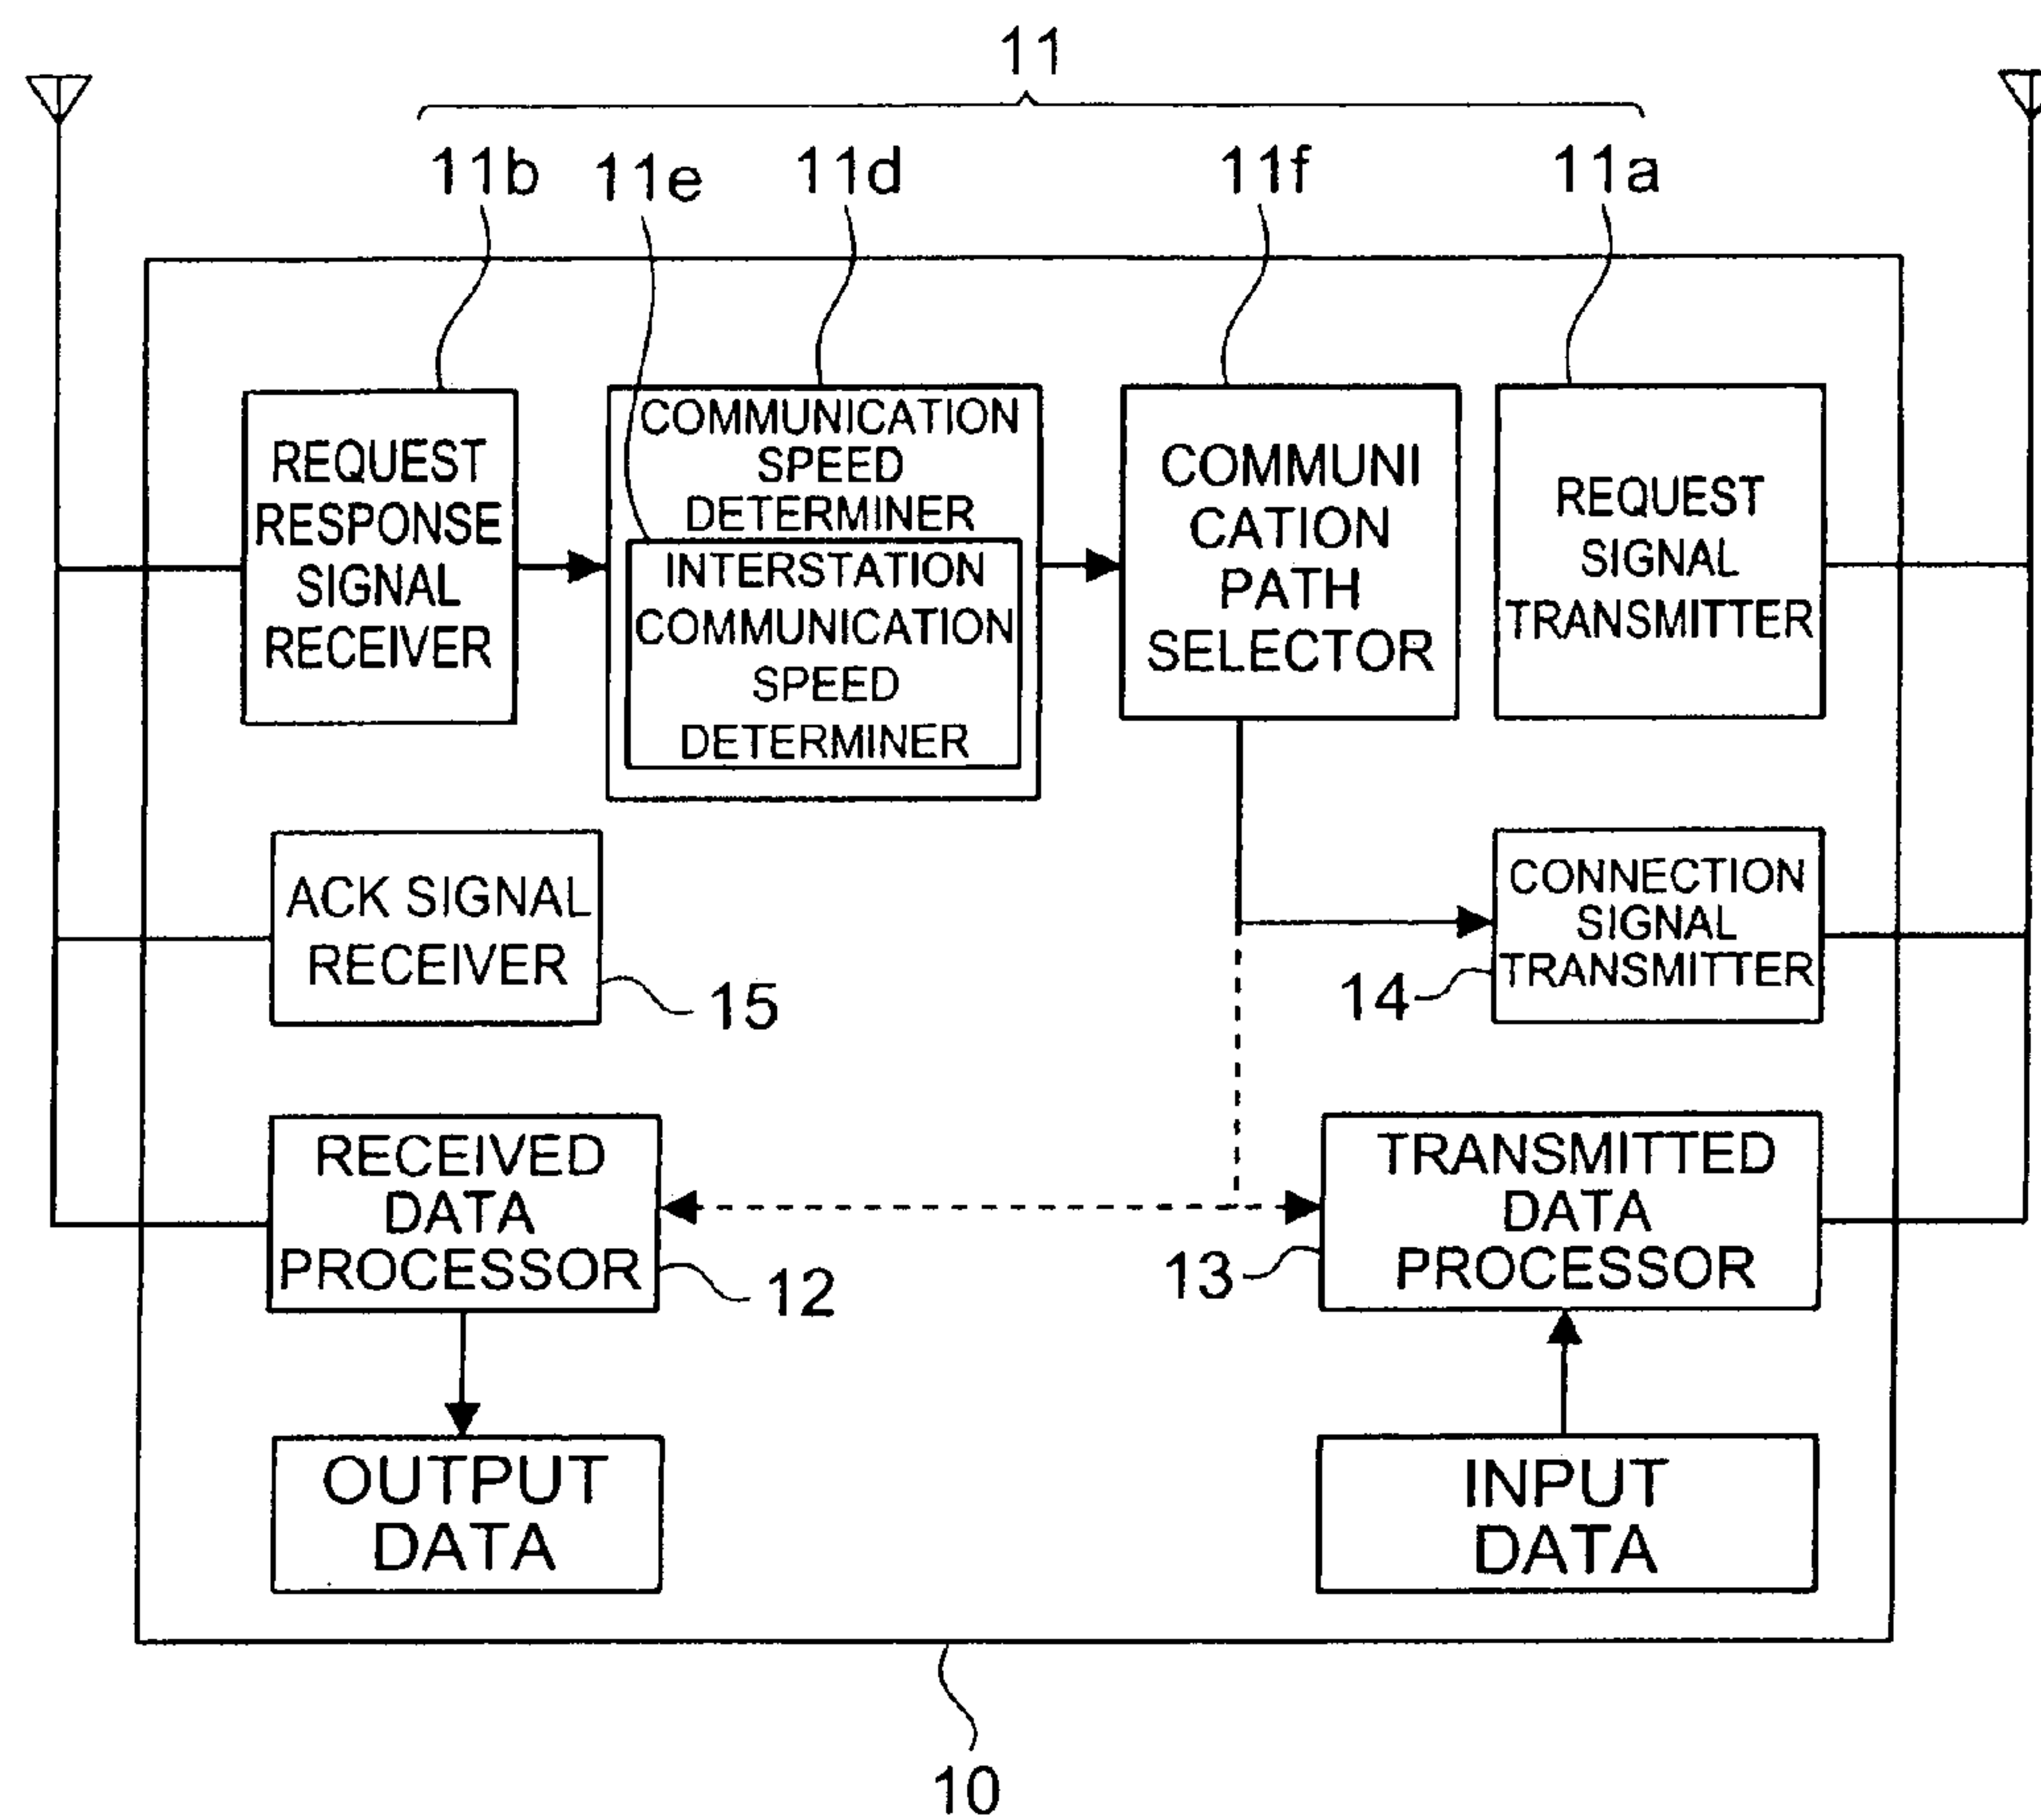 11
11b
11e
11d
11f
11a
REQUEST
RESPONSE
SIGNAL
RECEIVER
COMMUNICATION
SPEED
DETERMINER
INTERSTATION
COMMUNICATION
SPEED
DETERMINER
COMMUNI
CATION
PATH
SELECTOR
REQUEST
SIGNAL
TRANSMITTER
ACK SIGNAL
RECEIVER
15
CONNECTION
SIGNAL
TRANSMITTER
14
RECEIVED
DATA
PROCESSOR
12
TRANSMITTED
DATA
PROCESSOR
13
OUTPUT
DATA
INPUT
DATA
10